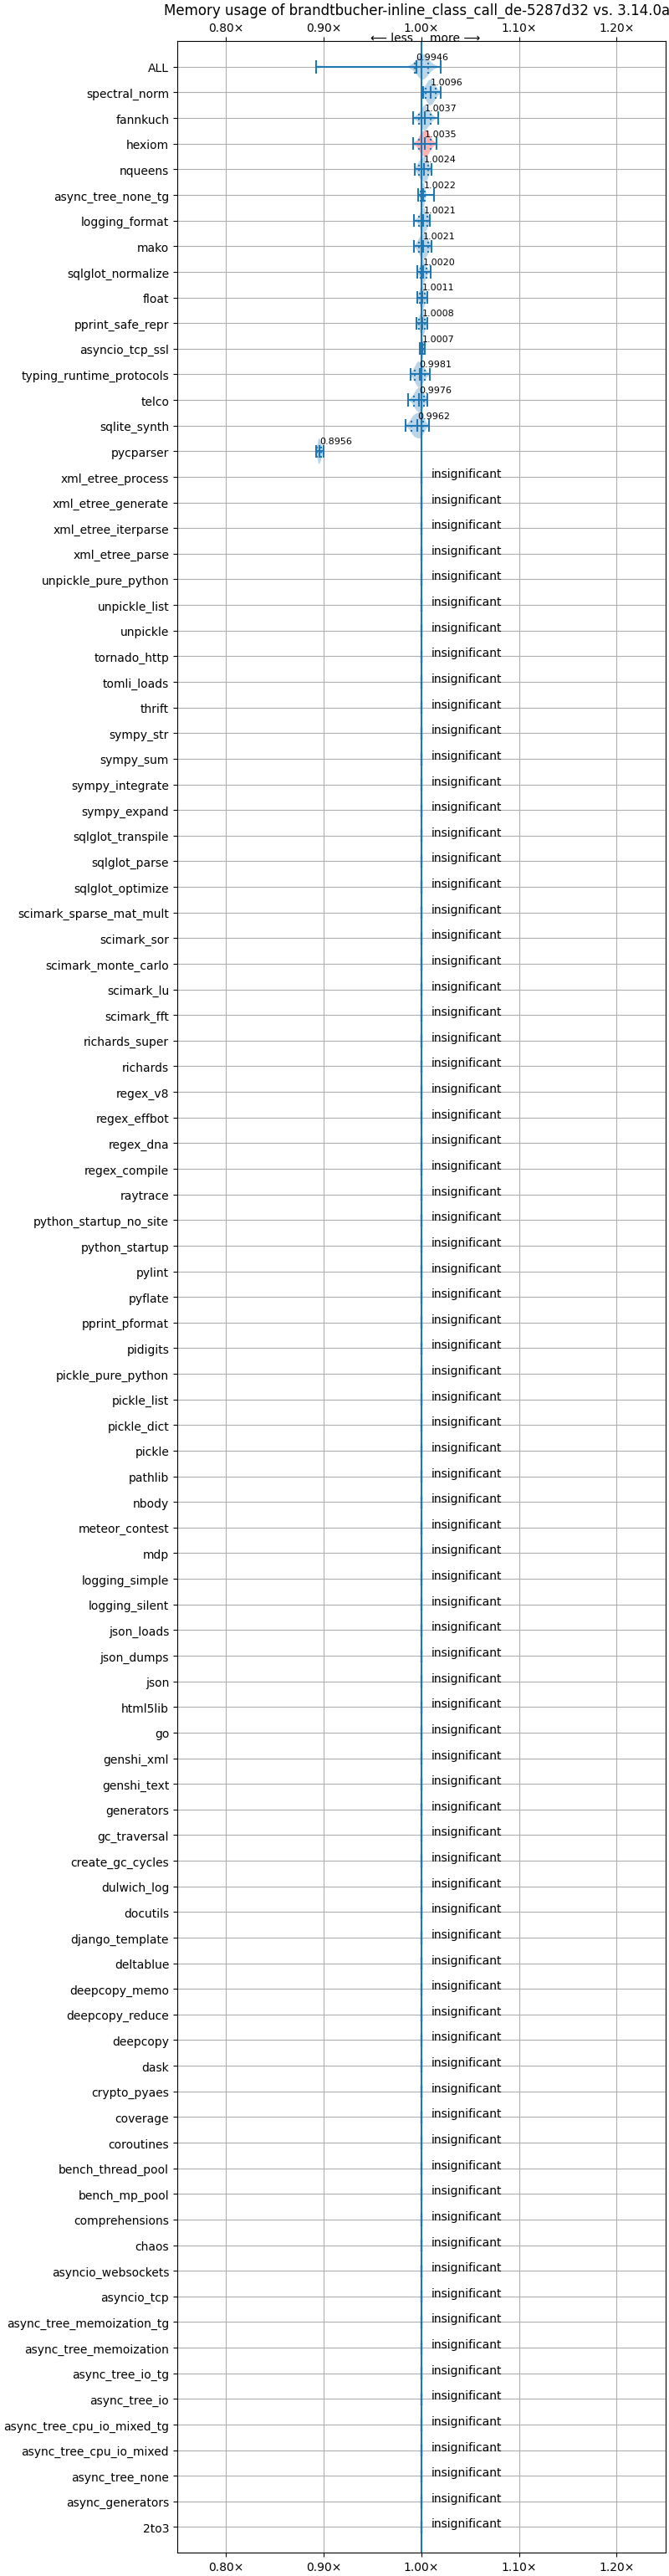 Memory usage of brandtbucher-inline_class_call_de-5287d32 vs. 3.14.0a
0.80× 0.90× 1.00× 1.10× 1.20×
⟵ less more ⟶
ALL 0.9946
spectral_norm 1.0096
fannkuch 1.0037
hexiom 1.0035
nqueens 1.0024
async_tree_none_tg 1.0022
logging_format 1.0021
mako 1.0021
sqlglot_normalize 1.0020
float 1.0011
pprint_safe_repr 1.0008
asyncio_tcp_ssl 1.0007
typing_runtime_protocols 0.9981
telco 0.9976
sqlite_synth 0.9962
pycparser 0.8956
xml_etree_process insignificant
xml_etree_generate insignificant
xml_etree_iterparse insignificant
xml_etree_parse insignificant
unpickle_pure_python insignificant
unpickle_list insignificant
unpickle insignificant
tornado_http insignificant
tomli_loads insignificant
thrift insignificant
sympy_str insignificant
sympy_sum insignificant
sympy_integrate insignificant
sympy_expand insignificant
sqlglot_transpile insignificant
sqlglot_parse insignificant
sqlglot_optimize insignificant
scimark_sparse_mat_mult insignificant
scimark_sor insignificant
scimark_monte_carlo insignificant
scimark_lu insignificant
scimark_fft insignificant
richards_super insignificant
richards insignificant
regex_v8 insignificant
regex_effbot insignificant
regex_dna insignificant
regex_compile insignificant
raytrace insignificant
python_startup_no_site insignificant
python_startup insignificant
pylint insignificant
pyflate insignificant
pprint_pformat insignificant
pidigits insignificant
pickle_pure_python insignificant
pickle_list insignificant
pickle_dict insignificant
pickle insignificant
pathlib insignificant
nbody insignificant
meteor_contest insignificant
mdp insignificant
logging_simple insignificant
logging_silent insignificant
json_loads insignificant
json_dumps insignificant
json insignificant
html5lib insignificant
go insignificant
genshi_xml insignificant
genshi_text insignificant
generators insignificant
gc_traversal insignificant
create_gc_cycles insignificant
dulwich_log insignificant
docutils insignificant
django_template insignificant
deltablue insignificant
deepcopy_memo insignificant
deepcopy_reduce insignificant
deepcopy insignificant
dask insignificant
crypto_pyaes insignificant
coverage insignificant
coroutines insignificant
bench_thread_pool insignificant
bench_mp_pool insignificant
comprehensions insignificant
chaos insignificant
asyncio_websockets insignificant
asyncio_tcp insignificant
async_tree_memoization_tg insignificant
async_tree_memoization insignificant
async_tree_io_tg insignificant
async_tree_io insignificant
async_tree_cpu_io_mixed_tg insignificant
async_tree_cpu_io_mixed insignificant
async_tree_none insignificant
async_generators insignificant
2to3 insignificant
0.80× 0.90× 1.00× 1.10× 1.20×